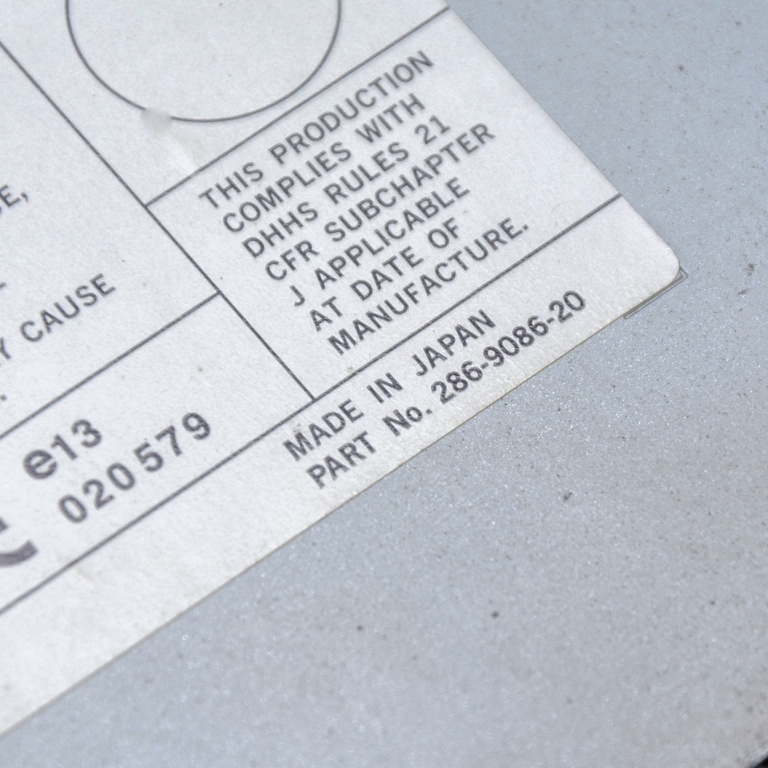 THIS PRODUCTION
COMPLIES WITH
DHHS RULES 21
CFR SUBCHAPTER
J APPLICABLE
AT DATE OF
MANUFACTURE.
CAUSE
e13
020579
MADE IN JAPAN
PART No. 286-9086-20